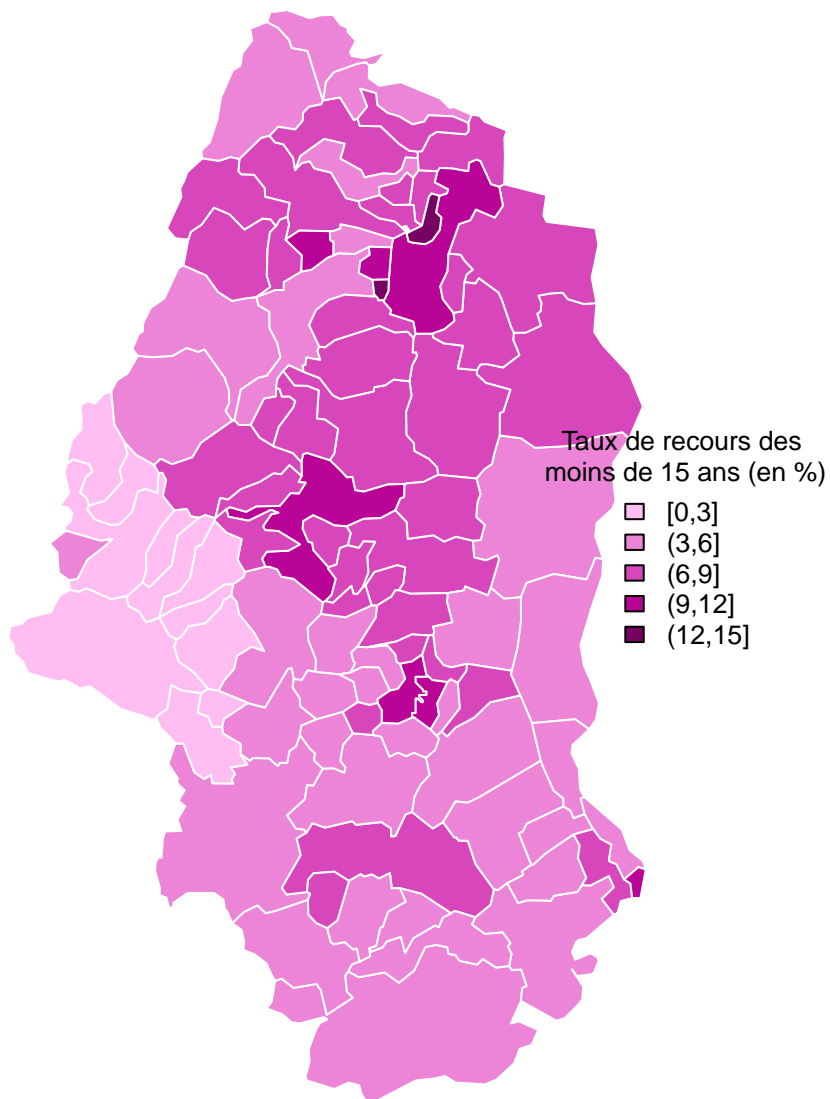 Taux de recours des
moins de 15 ans (en %)
[0,3]
(3,6]
(6,9]
(9,12]
(12,15]